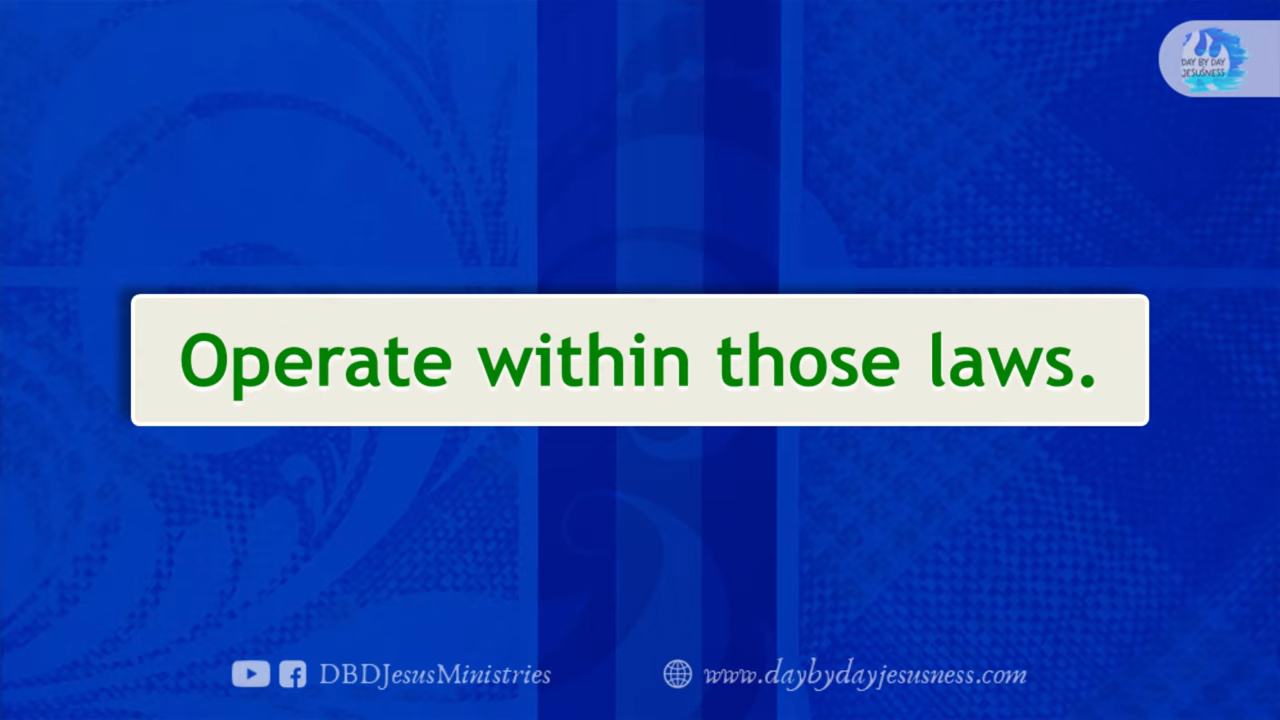 DAY BY DAY
JESUSNESS
Operate within those laws.
DBDJesusMinistries
www.daybydayjesusness.com